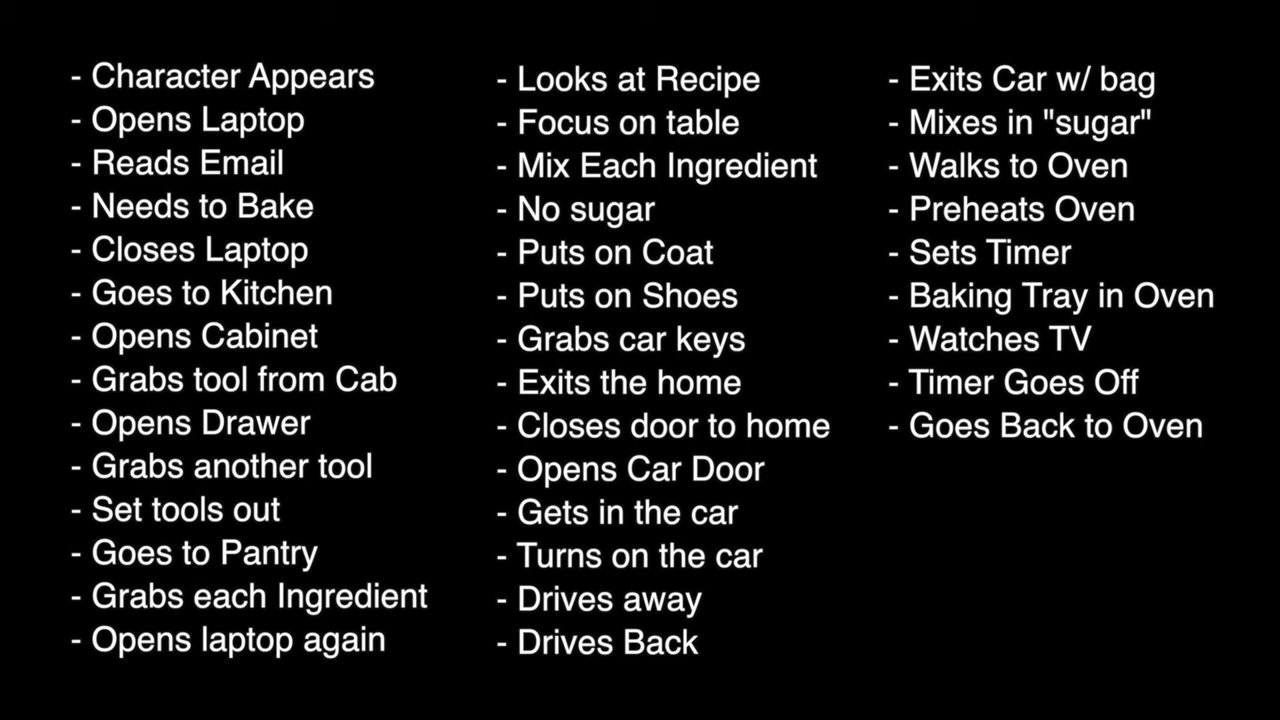 - Character Appears
- Opens Laptop
- Reads Email
- Needs to Bake
- Closes Laptop
- Goes to Kitchen
- Opens Cabinet
- Grabs tool from Cab
- Opens Drawer
- Grabs another tool
- Set tools out
- Goes to Pantry
- Grabs each Ingredient
- Opens laptop again
- Looks at Recipe
- Focus on table
- Mix Each Ingredient
- No sugar
- Puts on Coat
- Puts on Shoes
- Grabs car keys
- Exits the home
- Closes door to home
- Opens Car Door
- Gets in the car
- Turns on the car
- Drives away
- Drives Back
- Exits Car w/ bag
- Mixes in "sugar"
- Walks to Oven
- Preheats Oven
- Sets Timer
- Baking Tray in Oven
- Watches TV
- Timer Goes Off
- Goes Back to Oven